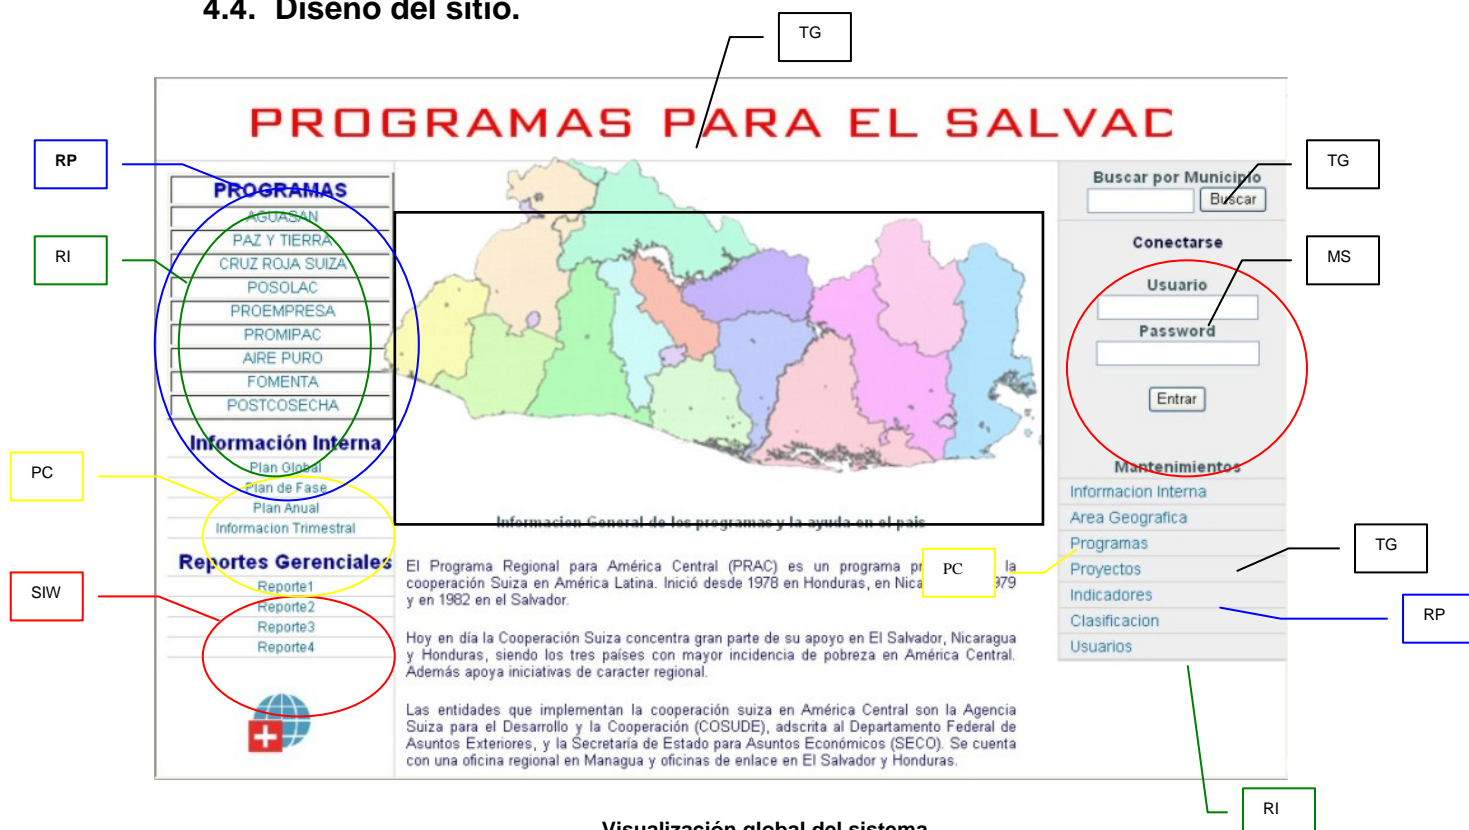 4.4. Diseño del sitio.
TG
PROGRAMAS PARA EL SALVAD
RP
RI
PC
SIW
PROGRAMAS
AGUASAN
PAZ Y TIERRA
CRUZ ROJA SUIZA
POSOLAC
PROEMPRESA
PROMIPAC
AIRE PURO
FOMENTA
POSTCOSECHA
Información Interna
Plan Global
Plan de Fase
Plan Anual
Informacion Trimestral
Reportes Gerenciales
Reporte1
Reporte2
Reporte3
Reporte4
Informacion General de los programas y la ayuda en el pais
El Programa Regional para América Central (PRAC) es un programa la
cooperación Suiza en América Latina. Inició desde 1978 en Honduras, en 979
y en 1982 en el Salvador.
Hoy en día la Cooperación Suiza concentra gran parte de su apoyo en El Salvador, Nicaragua
y Honduras, siendo los tres países con mayor incidencia de pobreza en América Central.
Además apoya iniciativas de caracter regional.
Las entidades que implementan la cooperación suiza en América Central son la Agencia
Suiza para el Desarrollo y la Cooperación (COSUDE), adscrita al Departamento Federal de
Asuntos Exteriores, y la Secretaría de Estado para Asuntos Económicos (SECO). Se cuenta
con una oficina regional en Managua y oficinas de enlace en El Salvador y Honduras.
PC
Buscar por Municipio
Buscar
Conectarse
Usuario
Password
Entrar
Mantenimientos
Informacion Interna
Area Geografica
Programas
Proyectos
Indicadores
Clasificacion
Usuarios
TG
MS
TG
RP
RI
Visualización global del sistema